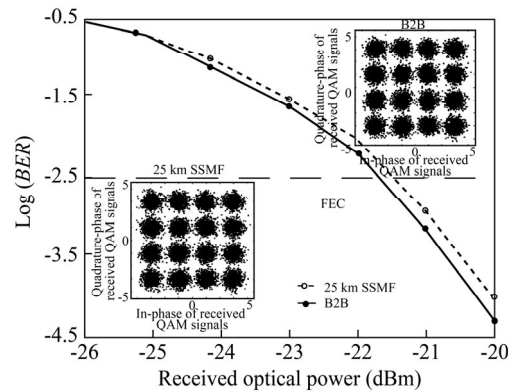 -0.5
-1.5
-2.5
-3.5
-4.5
Log (BER)
-26
-25
-24
-23
-22
-21
-20
Received optical power (dBm)
B2B
5
0
-5
0
Quadrature-phase of
received QAM signals
In-phase of received
QAM signals
25 km SSMF
5
0
-5
0
5
Quadrature-phase of
received QAM signals
In-phase of received
QAM signals
FEC
25 km SSMF
B2B